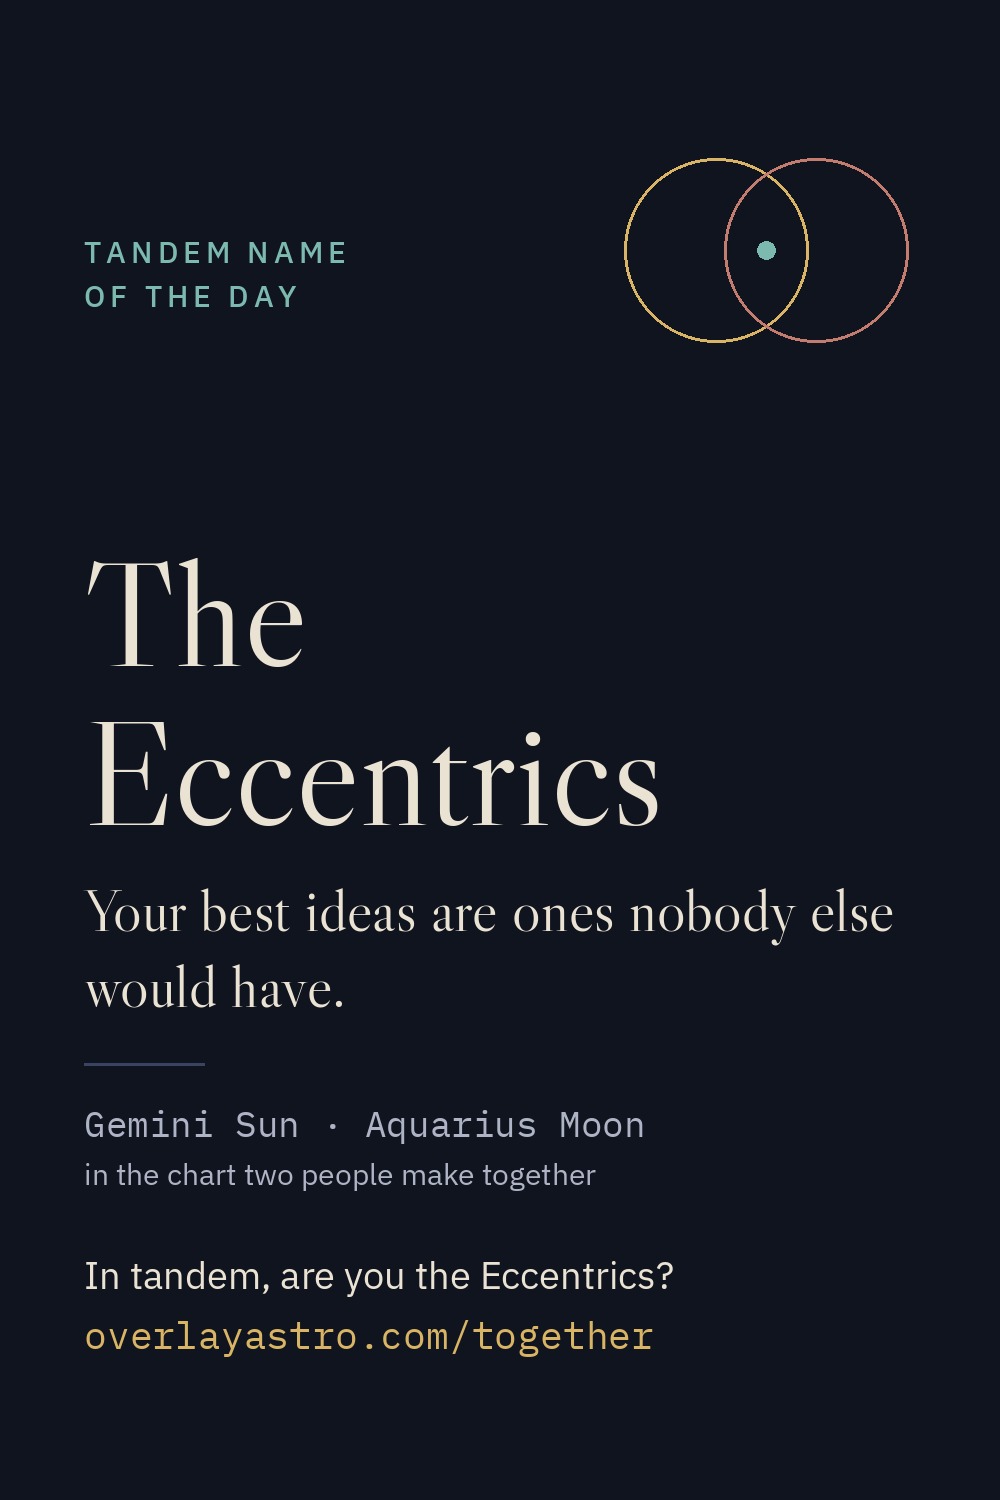 TANDEM NAME
OF THE DAY
The
Eccentrics
Your best ideas are ones nobody else
would have.
Gemini Sun · Aquarius Moon
in the chart two people make together
In tandem, are you the Eccentrics?
overlayastro.com/together